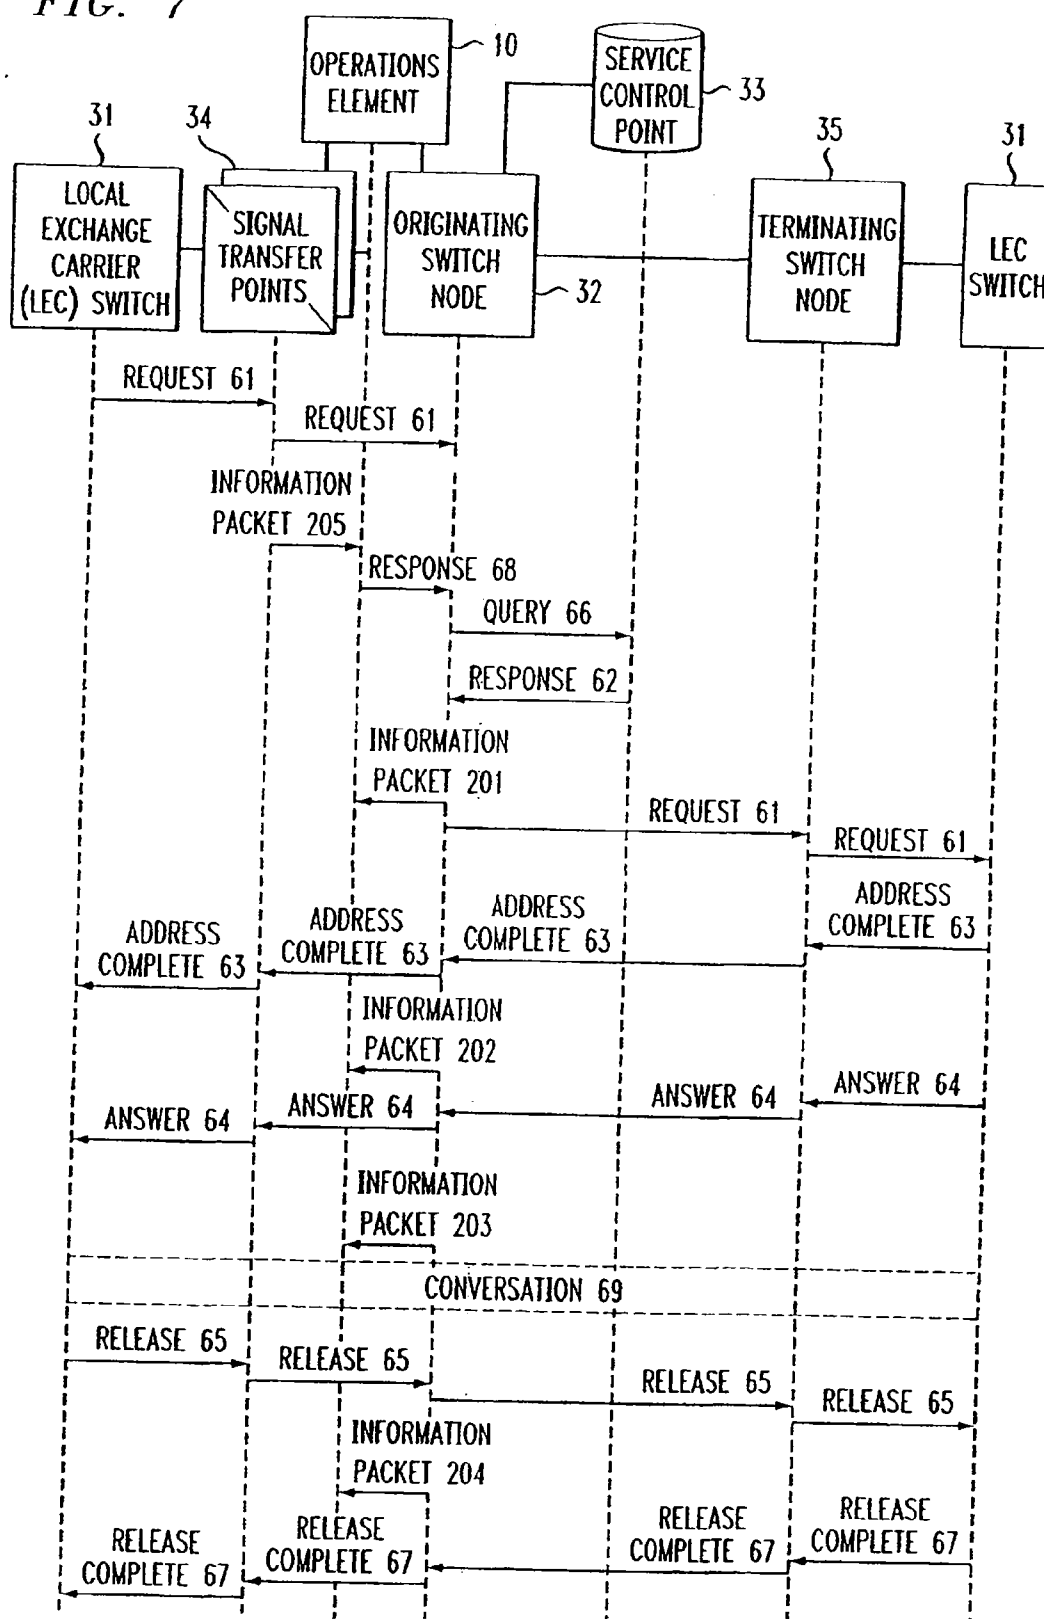 FIG. 7
OPERATIONS
ELEMENT
10
SERVICE
CONTROL
POINT
33
31
34
35
31
LOCAL
EXCHANGE
CARRIER
(LEC) SWITCH
SIGNAL
TRANSFER
POINTS
ORIGINATING
SWITCH
NODE
32
TERMINATING
SWITCH
NODE
LEC
SWITCH
REQUEST 61
REQUEST 61
INFORMATION
PACKET 205
RESPONSE 68
QUERY 66
RESPONSE 62
INFORMATION
PACKET 201
REQUEST 61
REQUEST 61
ADDRESS
COMPLETE 63
ADDRESS
COMPLETE 63
ADDRESS
COMPLETE 63
ADDRESS
COMPLETE 63
INFORMATION
PACKET 202
ANSWER 64
ANSWER 64
ANSWER 64
ANSWER 64
INFORMATION
PACKET 203
CONVERSATION 69
RELEASE 65
RELEASE 65
RELEASE 65
RELEASE 65
INFORMATION
PACKET 204
RELEASE
COMPLETE 67
RELEASE
COMPLETE 67
RELEASE
COMPLETE 67
RELEASE
COMPLETE 67